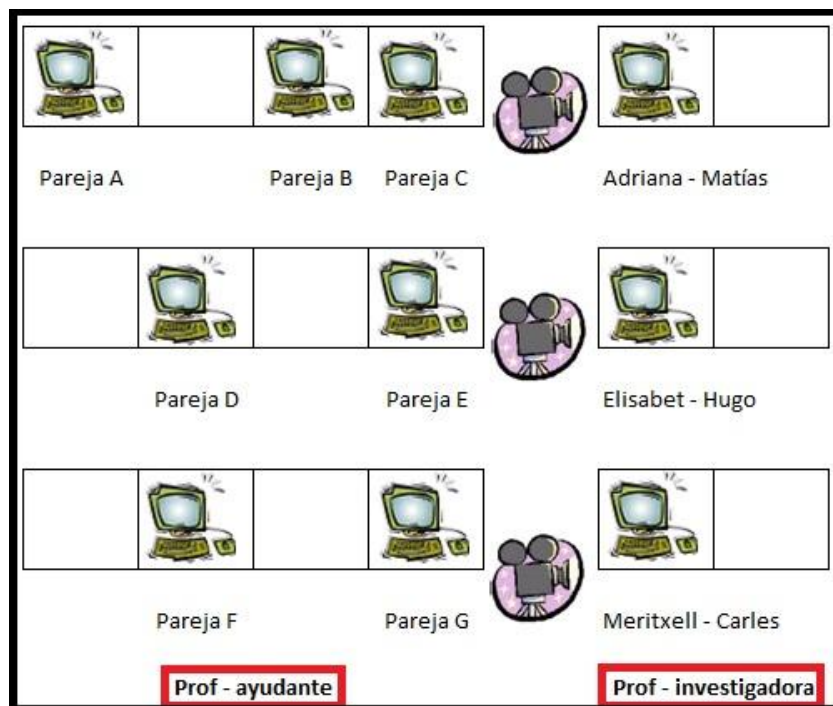 Pareja A Pareja B Pareja C Adriana - Matías
Pareja D Pareja E Elisabet - Hugo
Pareja F Pareja G Meritxell - Carles
Prof - ayudante Prof - investigadora